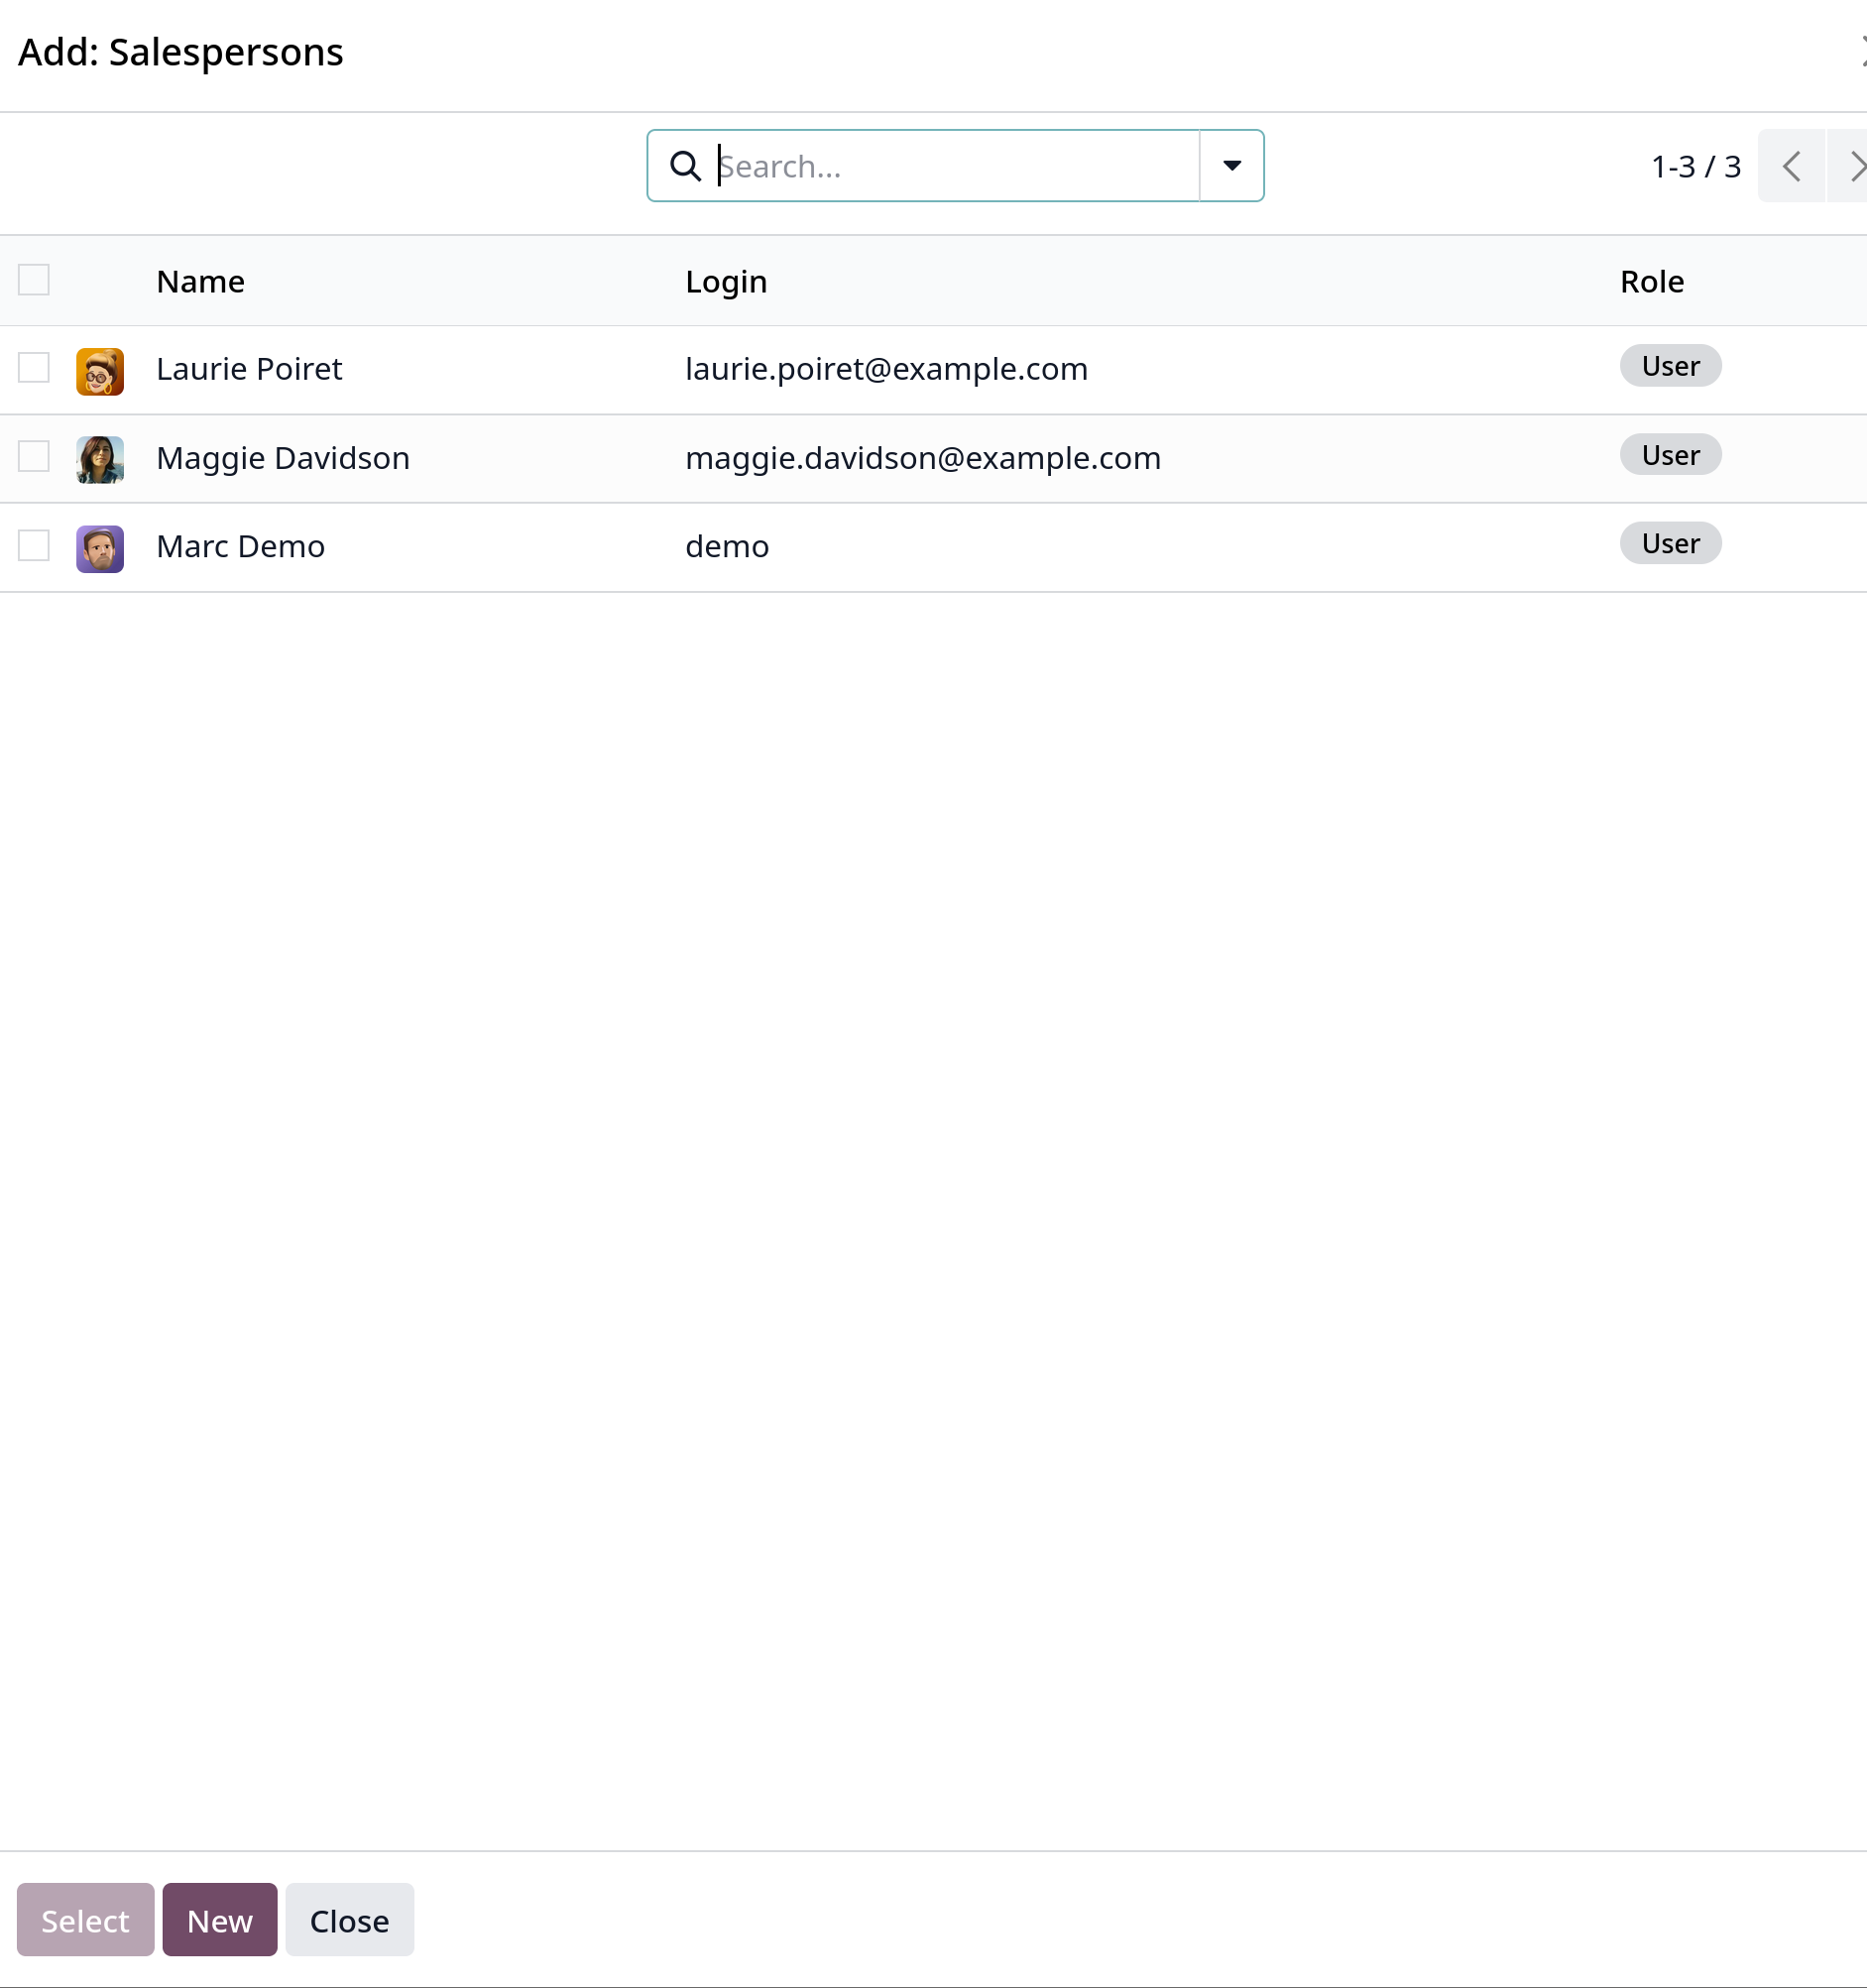 Add: Salespersons
Search...
1-3 / 3
Name Login Role
Laurie Poiret laurie.poiret@example.com User
Maggie Davidson maggie.davidson@example.com User
Marc Demo demo User
Select New Close